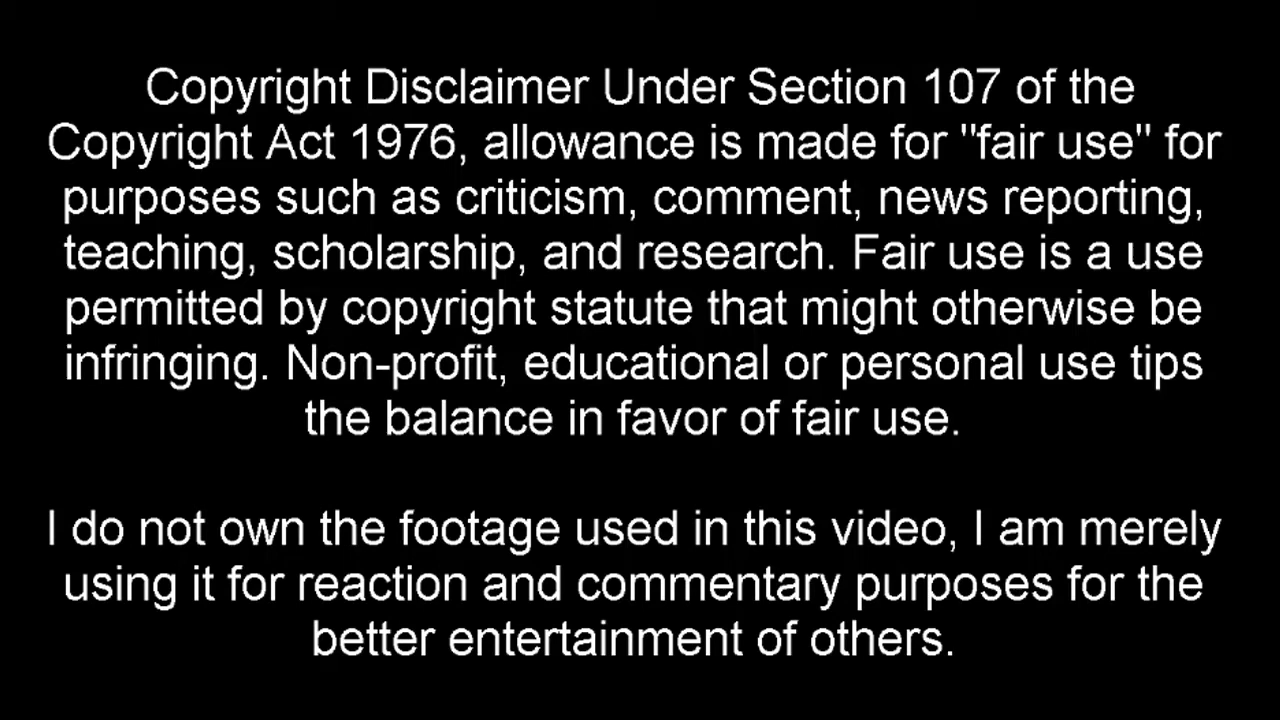 Copyright Disclaimer Under Section 107 of the
Copyright Act 1976, allowance is made for "fair use" for
purposes such as criticism, comment, news reporting,
teaching, scholarship, and research. Fair use is a use
permitted by copyright statute that might otherwise be
infringing. Non-profit, educational or personal use tips
the balance in favor of fair use.
I do not own the footage used in this video, I am merely
using it for reaction and commentary purposes for the
better entertainment of others.